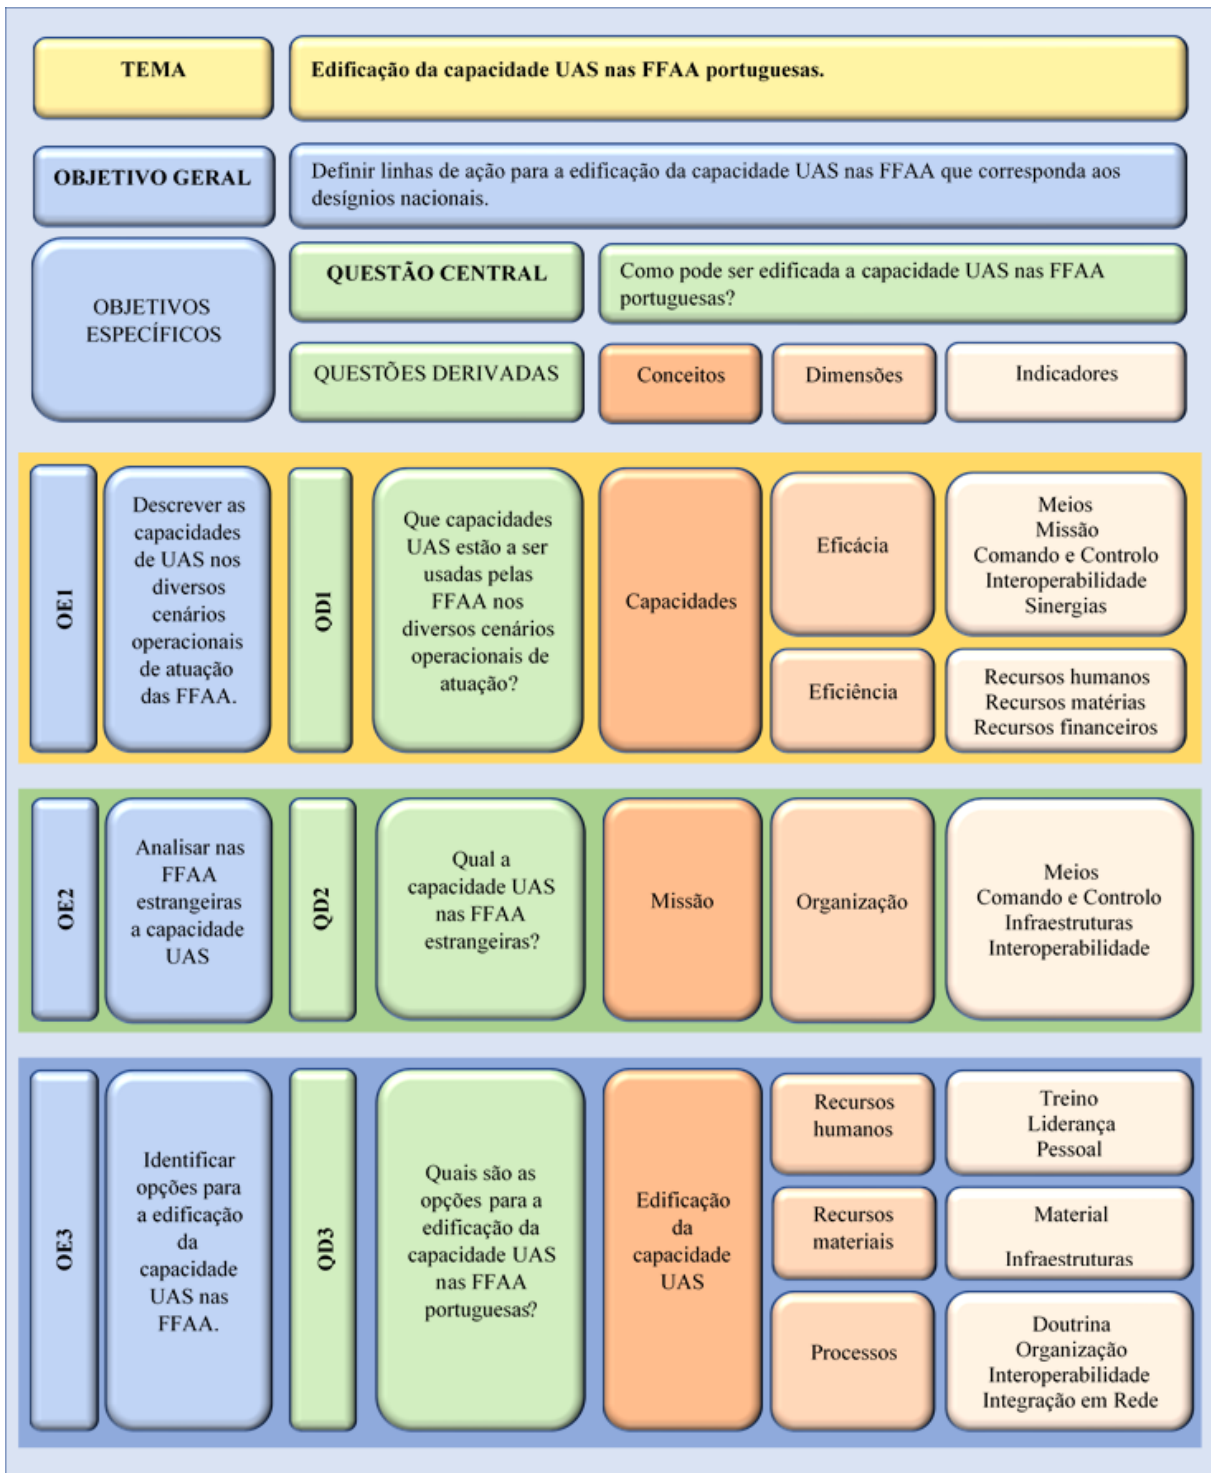 TEMA
Edificação da capacidade UAS nas FFAA portuguesas.
OBJETIVO GERAL
Definir linhas de ação para a edificação da capacidade UAS nas FFAA que corresponda aos
desígnios nacionais.
OBJETIVOS
ESPECÍFICOS
QUESTÃO CENTRAL
Como pode ser edificada a capacidade UAS nas FFAA
portuguesas?
QUESTÕES DERIVADAS
Conceitos
Dimensões
Indicadores
OE1
Descrever as
capacidades
de UAS nos
diversos
cenários
operacionais
de atuação
das FFAA.
QD1
Que capacidades
UAS estão a ser
usadas pelas
FFAA nos
diversos cenários
operacionais de
atuação?
Capacidades
Eficácia
Meios
Missão
Comando e Controlo
Interoperabilidade
Sinergias
Eficiência
Recursos humanos
Recursos matérias
Recursos financeiros
OE2
Analisar nas
FFAA
estrangeiras
a capacidade
UAS
QD2
Qual a
capacidade UAS
nas FFAA
estrangeiras?
Missão
Organização
Meios
Comando e Controlo
Infraestruturas
Interoperabilidade
OE3
Identificar
opções para
a edificação
da
capacidade
UAS nas
FFAA.
QD3
Quais são as
opções para a
edificação da
capacidade UAS
nas FFAA
portuguesas?
Edificação
da
capacidade
UAS
Recursos
humanos
Treino
Liderança
Pessoal
Recursos
materiais
Material
Infraestruturas
Processos
Doutrina
Organização
Interoperabilidade
Integração em Rede